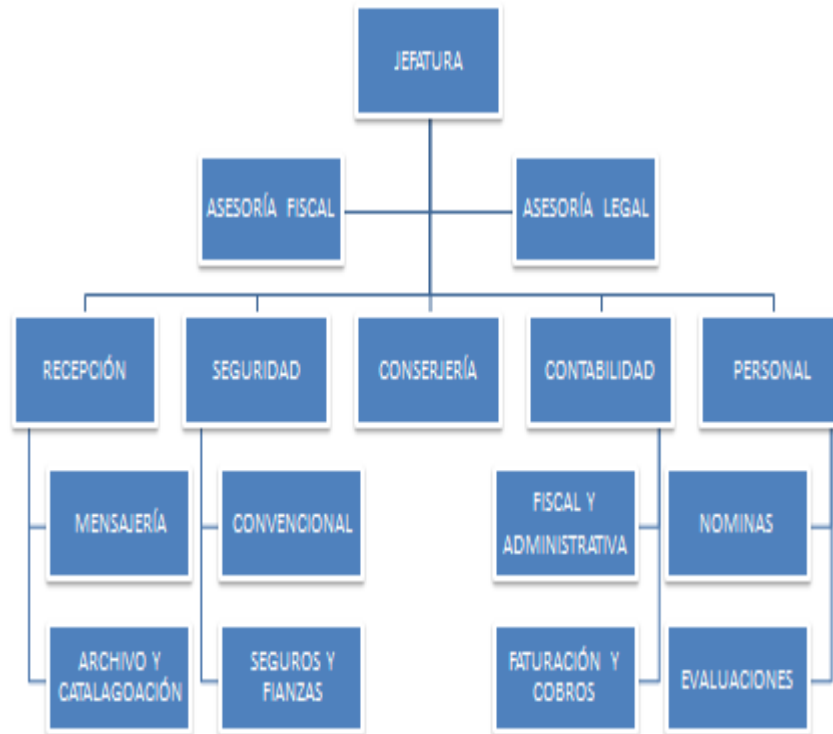 JEFATURA
ASESORÍA FISCAL
ASESORÍA LEGAL
RECEPCIÓN
SEGURIDAD
CONSERJERÍA
CONTABILIDAD
PERSONAL
MENSAJERÍA
CONVENCIONAL
FISCAL Y
ADMINISTRATIVA
NOMINAS
ARCHIVO Y
CATALAGOACIÓN
SEGUROS Y
FIANZAS
FATURACIÓN Y
COBROS
EVALUACIONES